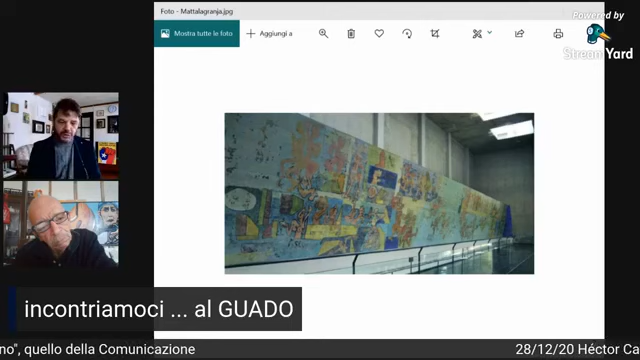 Foto - Mattalagranja.jpg
Powered by
StreamYard
Mostra tutte le foto
Aggiungi a
incontriamoci ... al GUADO
no", quello della Comunicazione
28/12/20 Héctor Ca